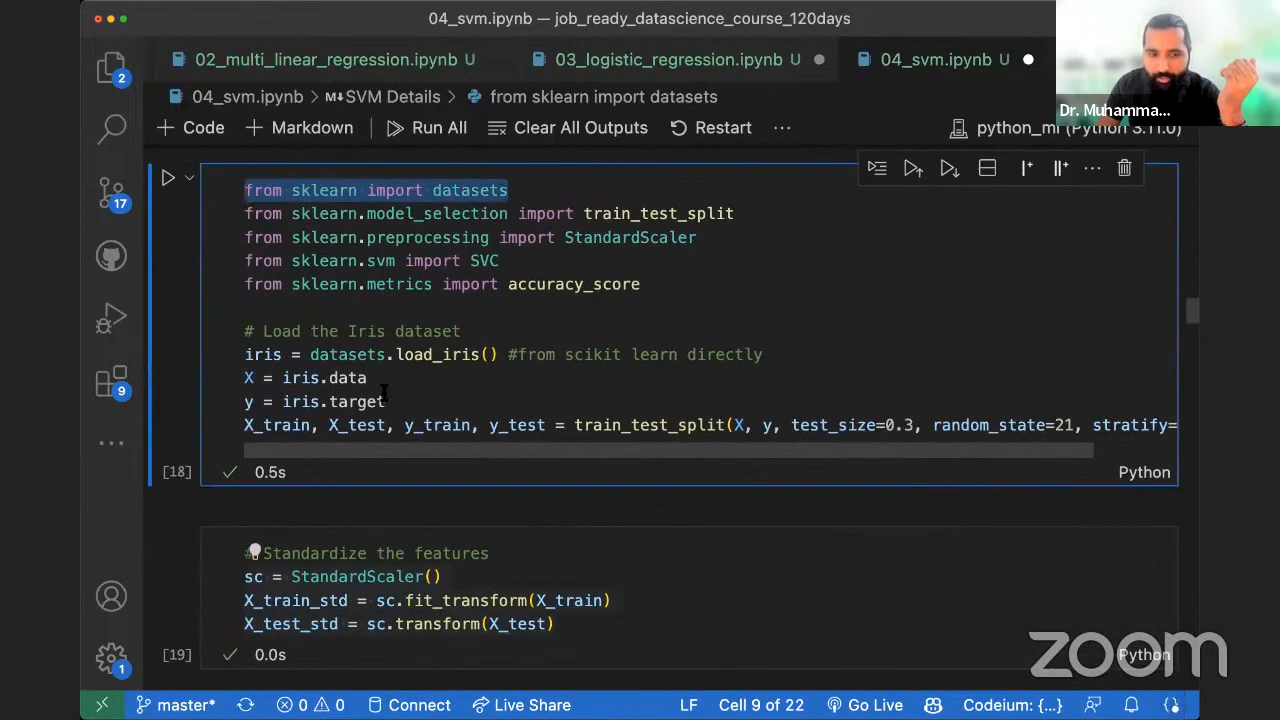 04_svm.ipynb — job_ready_datascience_course_120days
02_multi_linear_regression.ipynb U
03_logistic_regression.ipynb U
04_svm.ipynb U
04_svm.ipynb > M↓SVM Details > from sklearn import datasets
Dr. Muhamma...
+ Code + Markdown Run All Clear All Outputs Restart ...
python_ml (Python 3.11.0)
2
17
9
1
from sklearn import datasets
from sklearn.model_selection import train_test_split
from sklearn.preprocessing import StandardScaler
from sklearn.svm import SVC
from sklearn.metrics import accuracy_score
# Load the Iris dataset
iris = datasets.load_iris() #from scikit learn directly
X = iris.data
y = iris.target
X_train, X_test, y_train, y_test = train_test_split(X, y, test_size=0.3, random_state=21, stratify=
[18] 0.5s Python
# Standardize the features
sc = StandardScaler()
X_train_std = sc.fit_transform(X_train)
X_test_std = sc.transform(X_test)
[19] 0.0s Python
zoom
master* 0 0 Connect Live Share LF Cell 9 of 22 Go Live Codeium: {...}